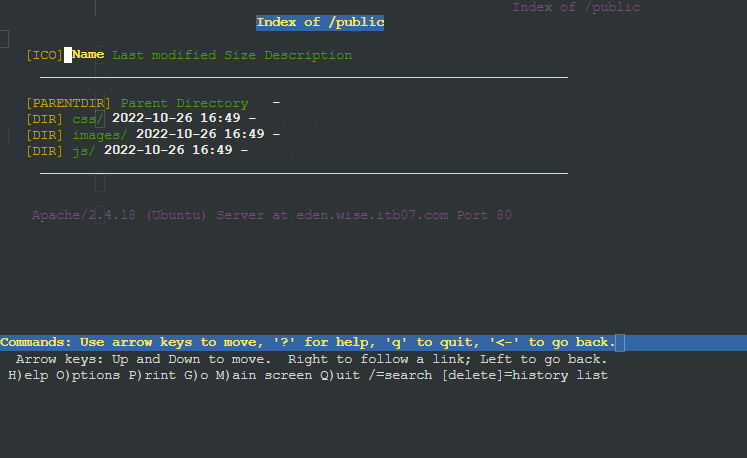 Index of /public
Index of /public
[ICO] Name Last modified Size Description
[PARENTDIR] Parent Directory -
[DIR] css/ 2022-10-26 16:49 -
[DIR] images/ 2022-10-26 16:49 -
[DIR] js/ 2022-10-26 16:49 -
Apache/2.4.18 (Ubuntu) Server at eden.wise.itb07.com Port 80
Commands: Use arrow keys to move, '?' for help, 'q' to quit, '<-' to go back.
Arrow keys: Up and Down to move. Right to follow a link; Left to go back.
H)elp O)ptions P)rint G)o M)ain screen Q)uit /=search [delete]=history list